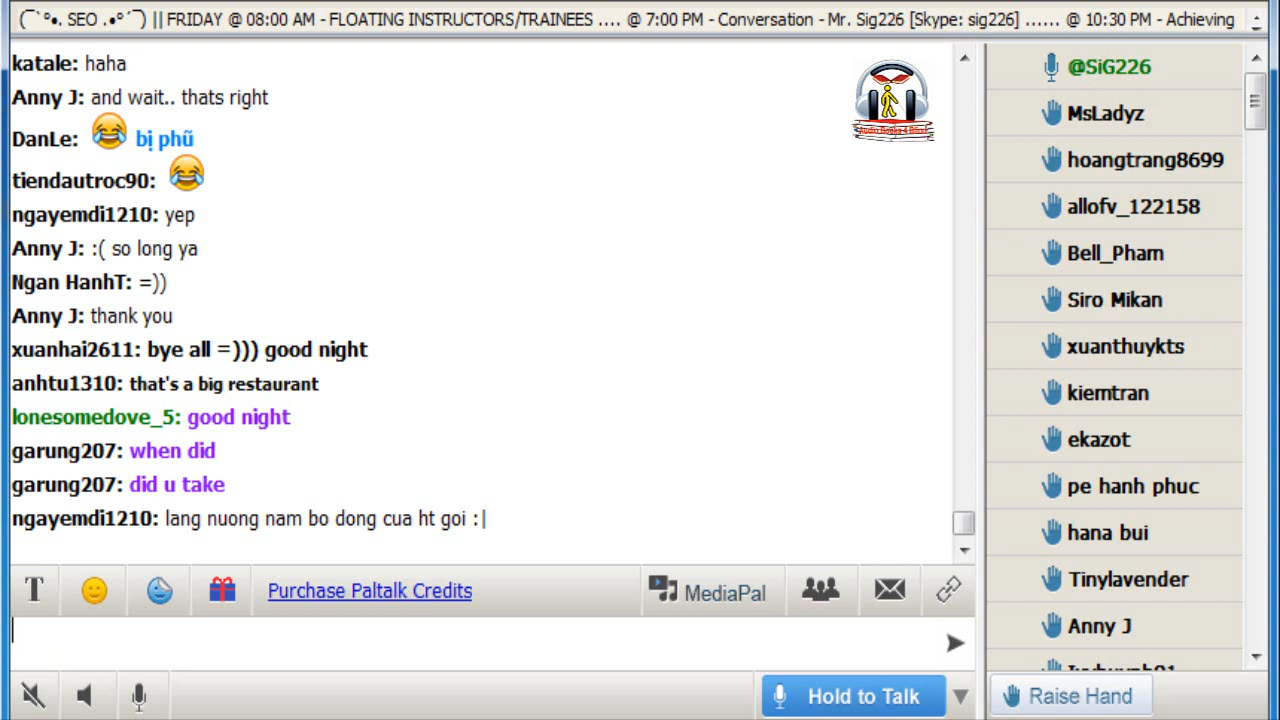 (¯`°•. SEO .•°´¯) || FRIDAY @ 08:00 AM - FLOATING INSTRUCTORS/TRAINEES .... @ 7:00 PM - Conversation - Mr. Sig226 [Skype: sig226] ...... @ 10:30 PM - Achieving
katale: haha
Anny J: and wait.. thats right
DanLe: 😂 bị phũ
tiendautroc90: 😂
ngayemdi1210: yep
Anny J: :( so long ya
Ngan HanhT: =))
Anny J: thank you
xuanhai2611: bye all =))) good night
anhtu1310: that's a big restaurant
lonesomedove_5: good night
garung207: when did
garung207: did u take
ngayemdi1210: lang nuong nam bo dong cua ht goi :|
Audio Books 4 Blind
@SiG226
MsLadyz
hoangtrang8699
allofv_122158
Bell_Pham
Siro Mikan
xuanthuykts
kiemtran
ekazot
pe hanh phuc
hana bui
Tinylavender
Anny J
T
Purchase Paltalk Credits
MediaPal
Hold to Talk
Raise Hand